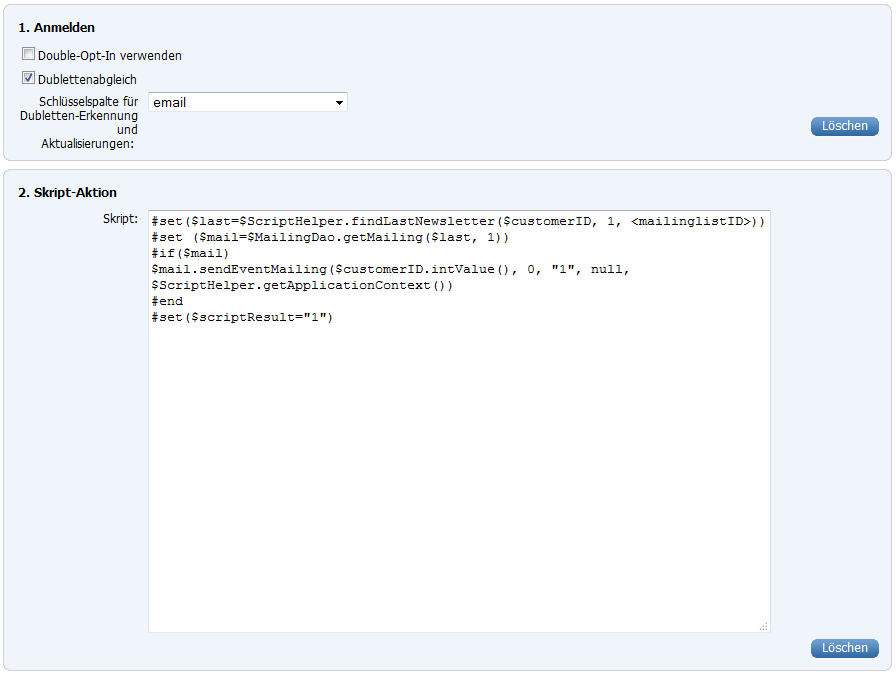 1. Anmelden
Double-Opt-In verwenden
Dublettenabgleich
Schlüsselspalte für
Dubletten-Erkennung
und
Aktualisierungen:
email
Löschen
2. Skript-Aktion
Skript:
#set($last=$ScriptHelper.findLastNewsletter($customerID, 1, <mailinglistID>))
#set ($mail=$MailingDao.getMailing($last, 1))
#if($mail)
$mail.sendEventMailing($customerID.intValue(), 0, "1", null,
$ScriptHelper.getApplicationContext())
#end
#set($scriptResult="1")
Löschen